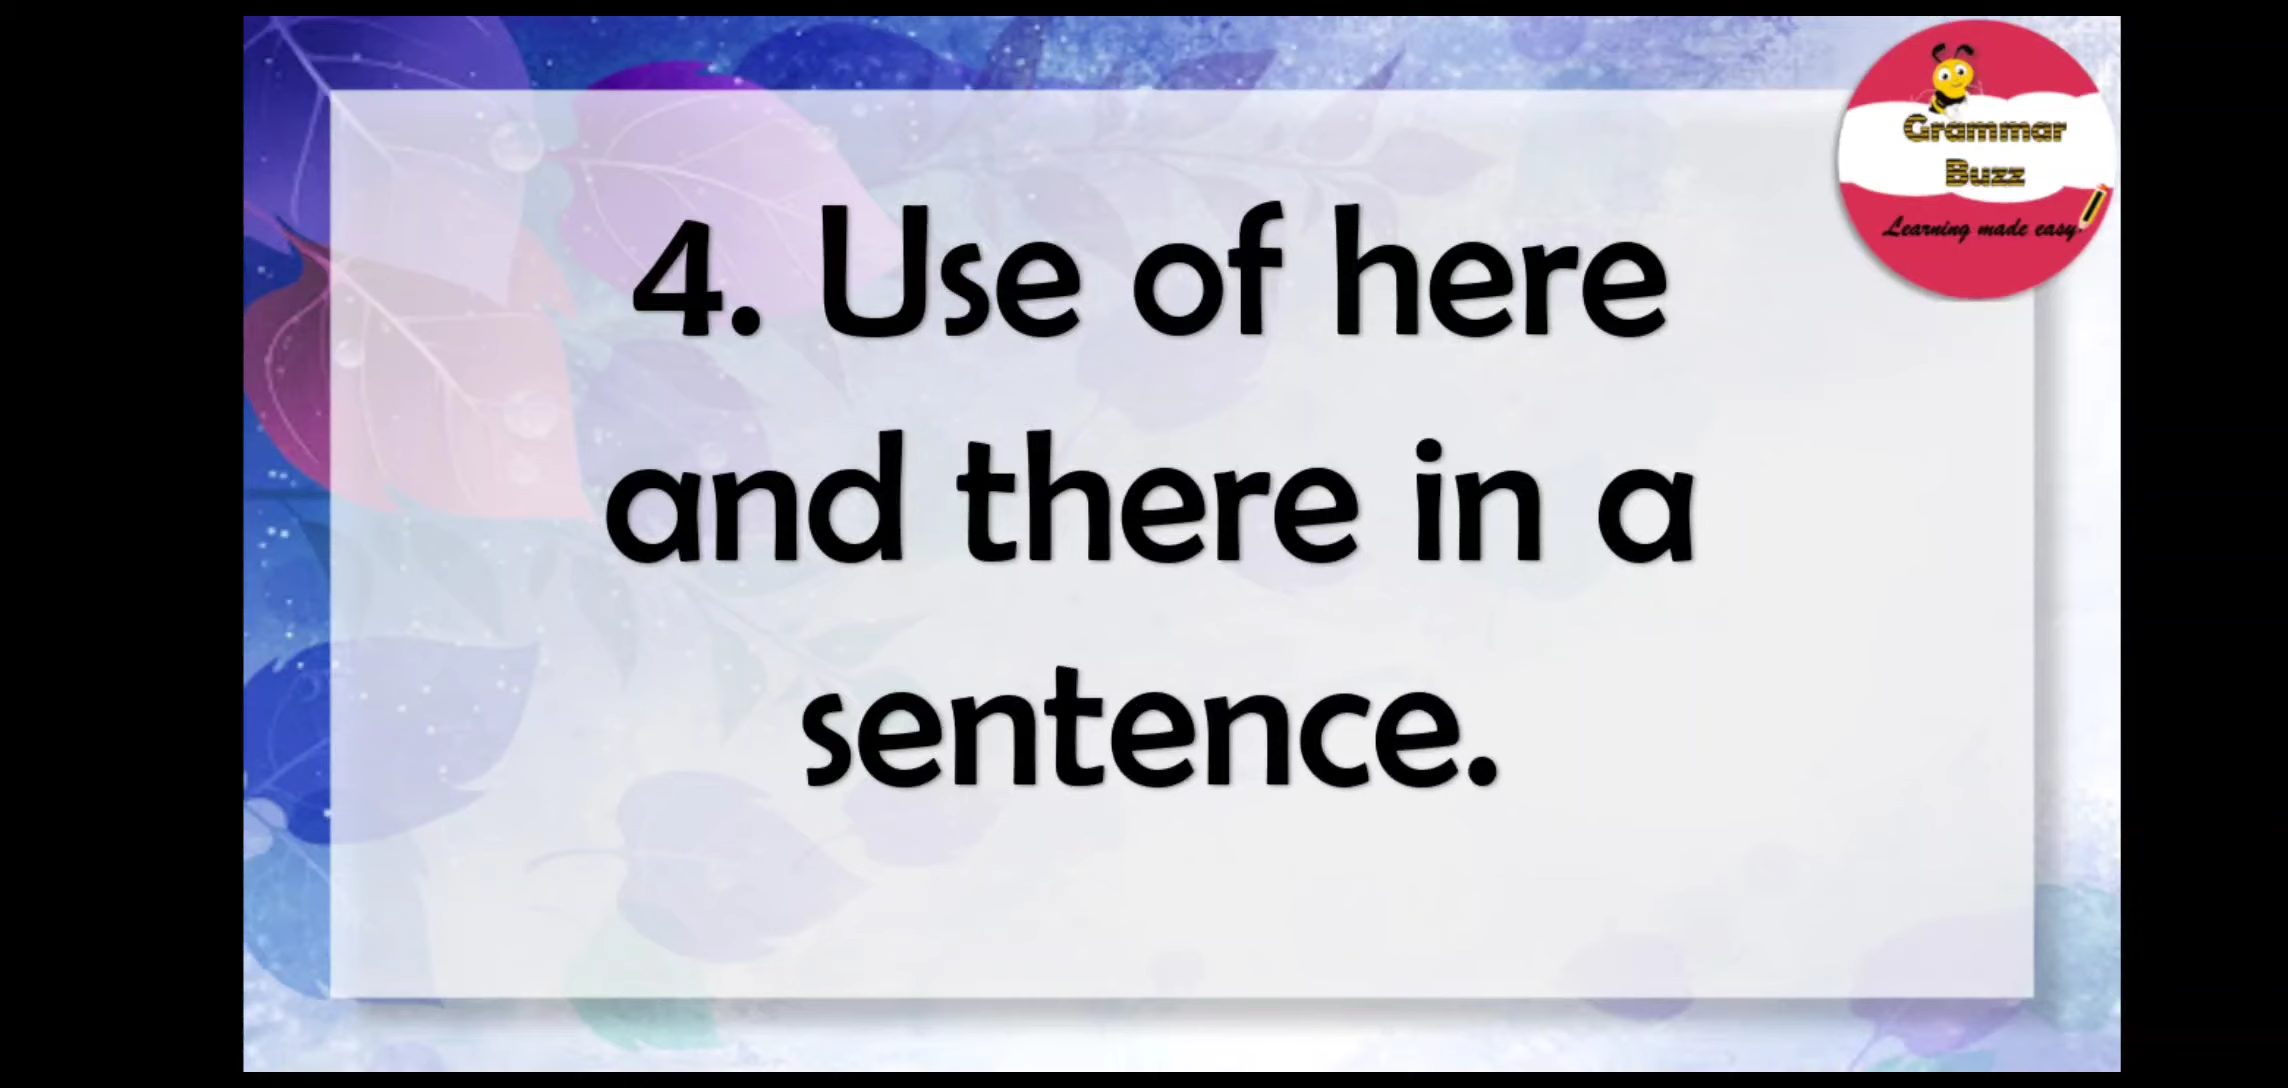 4. Use of here
and there in a
sentence.
Grammar
Buzz
Learning made easy